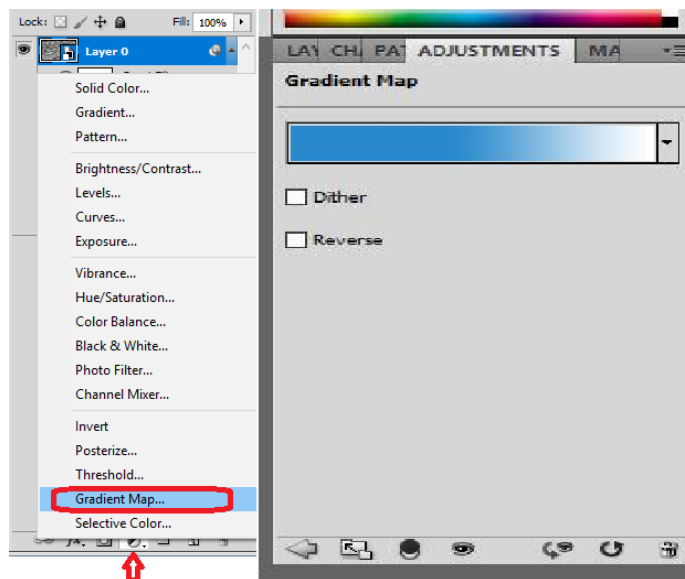 Lock: Fill: 100%
Layer 0
Solid Color...
Gradient...
Pattern...
Brightness/Contrast...
Levels...
Curves...
Exposure...
Vibrance...
Hue/Saturation...
Color Balance...
Black & White...
Photo Filter...
Channel Mixer...
Invert
Posterize...
Threshold...
Gradient Map...
Selective Color...
LAY CHA PAT ADJUSTMENTS MA
Gradient Map
Dither
Reverse